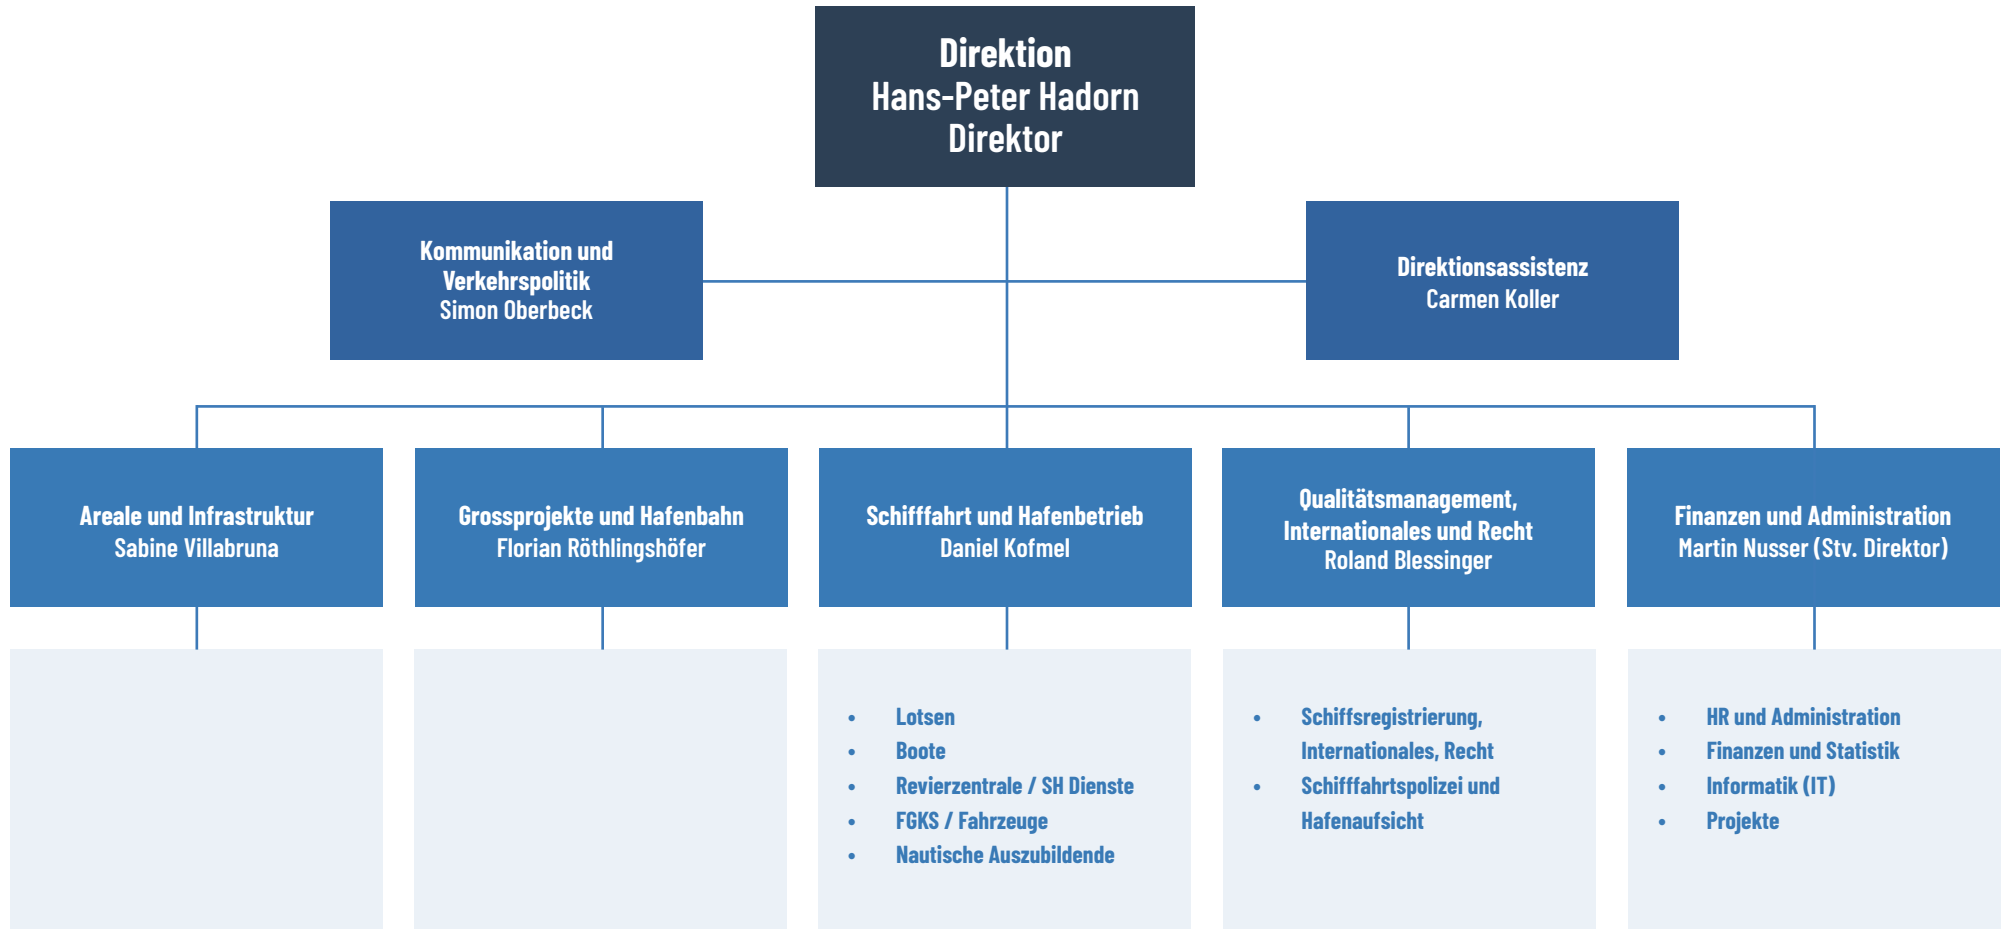 Direktion
Hans-Peter Hadorn
Direktor
Kommunikation und
Verkehrspolitik
Simon Oberbeck
Direktionsassistenz
Carmen Koller
Areale und Infrastruktur
Sabine Villabruna
Grossprojekte und Hafenbahn
Florian Röthlingshöfer
Schifffahrt und Hafenbetrieb
Daniel Kofmel
Qualitätsmanagement,
Internationales und Recht
Roland Blessinger
Finanzen und Administration
Martin Nusser (Stv. Direktor)
• Lotsen
• Boote
• Revierzentrale / SH Dienste
• FGKS / Fahrzeuge
• Nautische Auszubildende
• Schiffsregistrierung,
Internationales, Recht
• Schifffahrtspolizei und
Hafenaufsicht
• HR und Administration
• Finanzen und Statistik
• Informatik (IT)
• Projekte